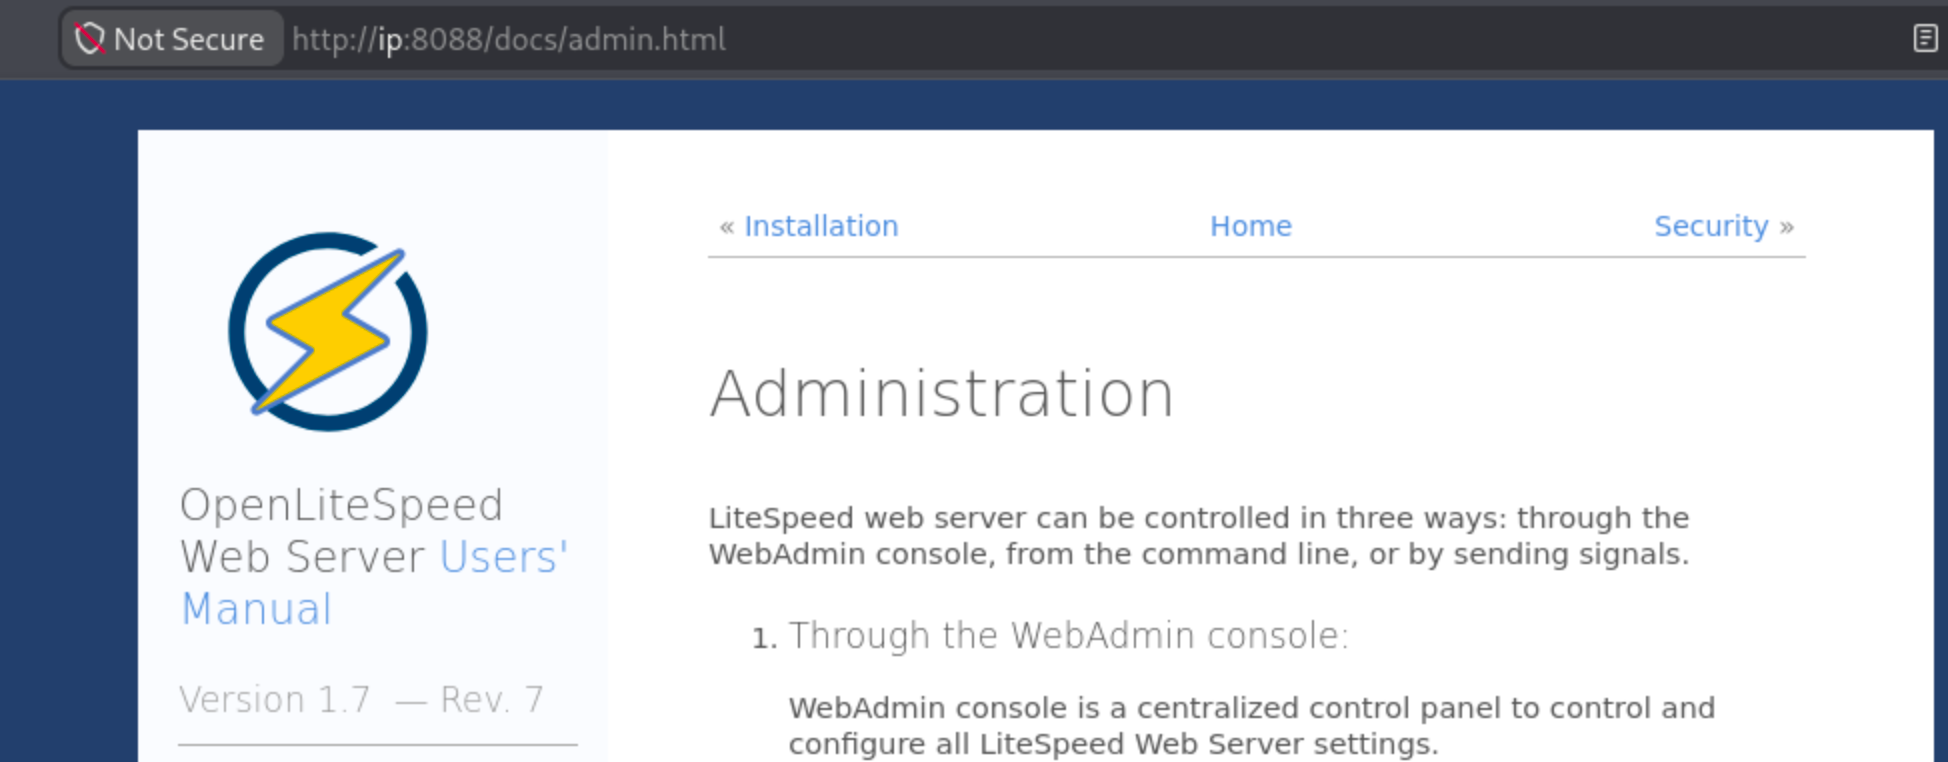 Not Secure http://ip:8088/docs/admin.html
« Installation Home Security »
OpenLiteSpeed
Web Server Users'
Manual
Version 1.7 — Rev. 7
Administration
LiteSpeed web server can be controlled in three ways: through the
WebAdmin console, from the command line, or by sending signals.
1. Through the WebAdmin console:
WebAdmin console is a centralized control panel to control and
configure all LiteSpeed Web Server settings.